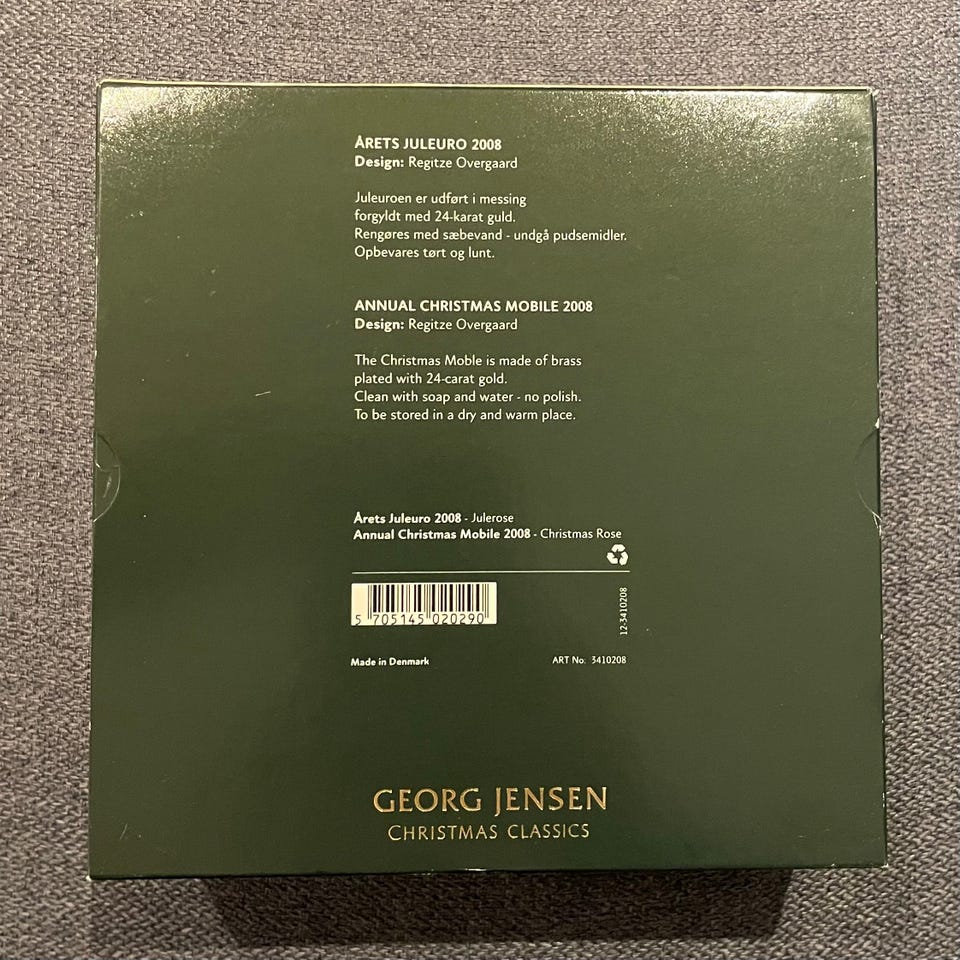 ÅRETS JULEURO 2008
Design: Regitze Overgaard
Juleuroen er udført i messing
forgyldt med 24-karat guld.
Rengøres med sæbevand - undgå pudsemidler.
Opbevares tørt og lunt.
ANNUAL CHRISTMAS MOBILE 2008
Design: Regitze Overgaard
The Christmas Moble is made of brass
plated with 24-carat gold.
Clean with soap and water - no polish.
To be stored in a dry and warm place.
Årets Juleuro 2008 - Julerose
Annual Christmas Mobile 2008 - Christmas Rose
5 705145 020290
12-3410208
Made in Denmark
ART No: 3410208
GEORG JENSEN
CHRISTMAS CLASSICS